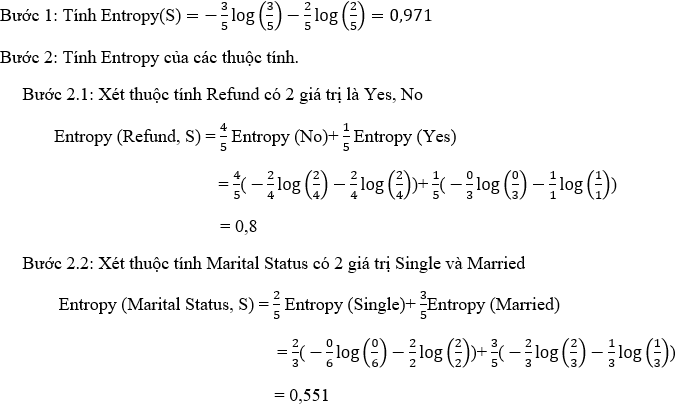 Bước 1: Tính Entropy(S) = −3/5 log(3/5) − 2/5 log(2/5) = 0,971
Bước 2: Tính Entropy của các thuộc tính.
Bước 2.1: Xét thuộc tính Refund có 2 giá trị là Yes, No
Entropy (Refund, S) = 4/5 Entropy (No)+ 1/5 Entropy (Yes)
= 4/5(−2/4 log(2/4) − 2/4 log(2/4))+ 1/5(−0/3 log(0/3) − 1/1 log(1/1))
= 0,8
Bước 2.2: Xét thuộc tính Marital Status có 2 giá trị Single và Married
Entropy (Marital Status, S) = 2/5 Entropy (Single)+ 3/5Entropy (Married)
= 2/3(−0/6 log(0/6) − 2/2 log(2/2))+ 3/5(−2/3 log(2/3) − 1/3 log(1/3))
= 0,551